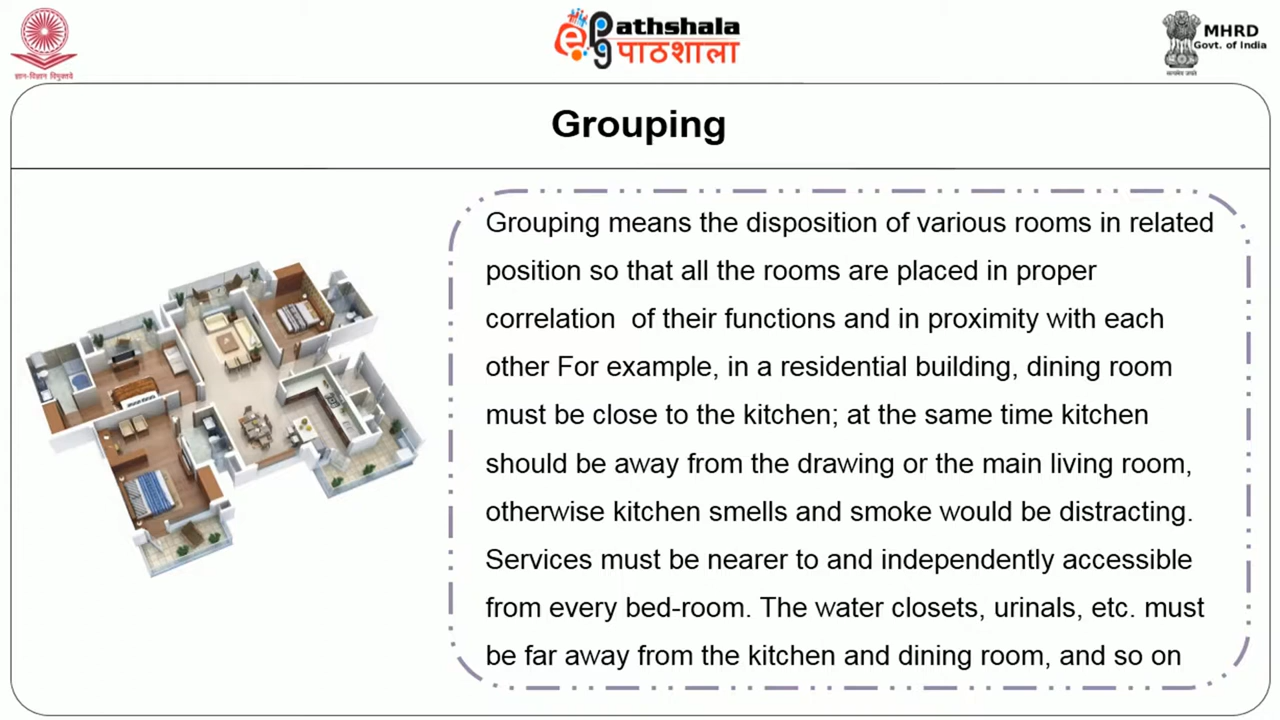 ज्ञान-विज्ञान विमुक्तये
ePathshala
पाठशाला
MHRD
Govt. of India
सत्यमेव जयते
Grouping
Grouping means the disposition of various rooms in related
position so that all the rooms are placed in proper
correlation  of their functions and in proximity with each
other For example, in a residential building, dining room
must be close to the kitchen; at the same time kitchen
should be away from the drawing or the main living room,
otherwise kitchen smells and smoke would be distracting.
Services must be nearer to and independently accessible
from every bed-room. The water closets, urinals, etc. must
be far away from the kitchen and dining room, and so on